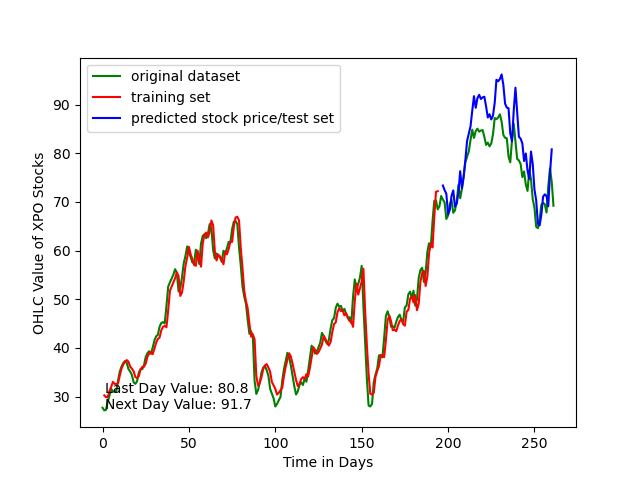 original dataset
training set
predicted stock price/test set
OHLC Value of XPO Stocks
90
80
70
60
50
40
30
Last Day Value: 80.8
Next Day Value: 91.7
0 50 100 150 200 250
Time in Days